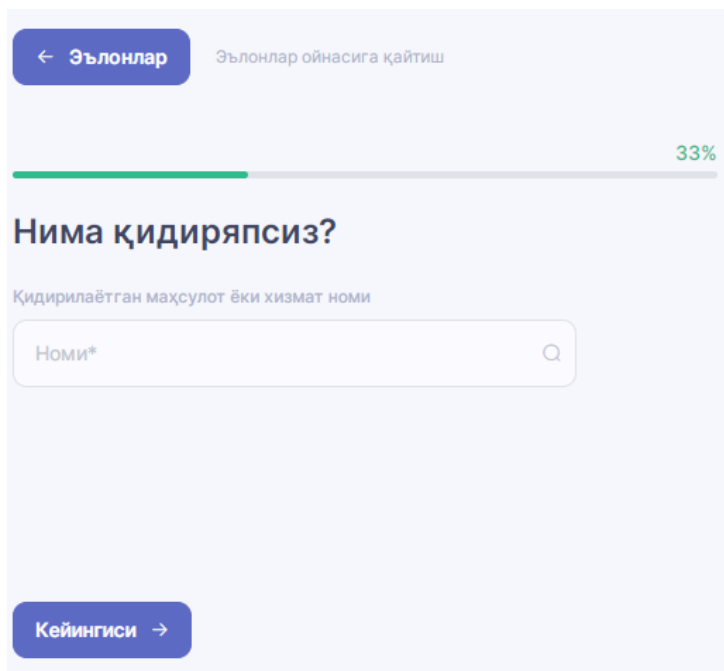 ← Эълонлар
Эълонлар ойнасига қайтиш
33%
Нима қидиряпсиз?
Қидирилаётган маҳсулот ёки хизмат номи
Номи*
Кейингиси →